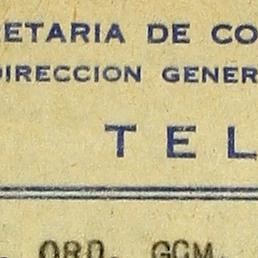 ETARIA DE CO
DIRECCION GENER
TEL
. ORD. GCM.